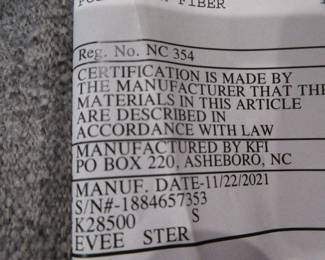 FIBER
Reg. No. NC 354
CERTIFICATION IS MADE BY
THE MANUFACTURER THAT THE
MATERIALS IN THIS ARTICLE
ARE DESCRIBED IN
ACCORDANCE WITH LAW
MANUFACTURED BY KFI
PO BOX 220, ASHEBORO, NC
MANUF. DATE-11/22/2021
S/N#-1884657353
K28500 S
EVEE STER